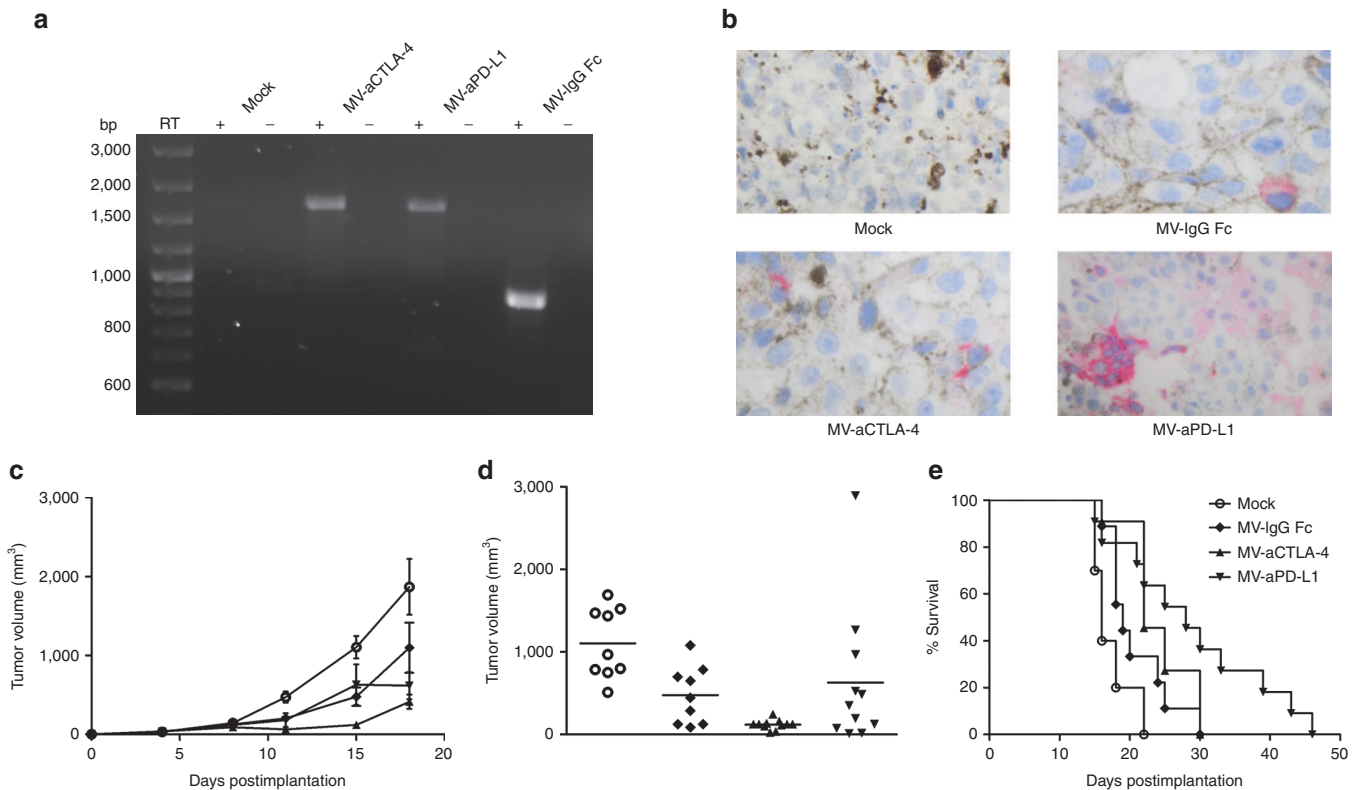 a
Mock
MV-aCTLA-4
MV-aPD-L1
MV-IgG Fc
bp RT + – + – + – + –
3,000
2,000
1,500
1,000
800
600
b
Mock
MV-IgG Fc
MV-aCTLA-4
MV-aPD-L1
c
Tumor volume (mm³)
3,000
2,000
1,000
0
0 5 10 15 20
Days postimplantation
d
Tumor volume (mm³)
3,000
2,000
1,000
0
e
% Survival
100
80
60
40
20
0
0 10 20 30 40 50
Days postimplantation
Mock
MV-IgG Fc
MV-aCTLA-4
MV-aPD-L1